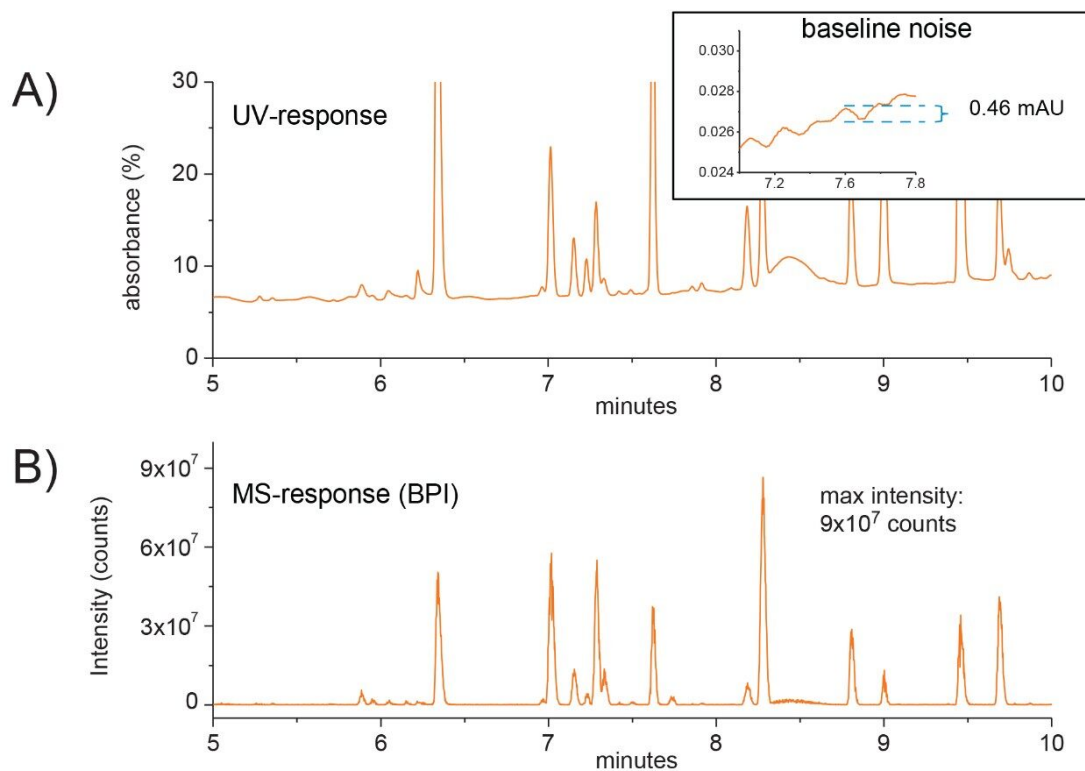 A)
UV-response
absorbance (%)
30
20
10
0
5
6
7
8
9
10
minutes
baseline noise
0.030
0.028
0.026
0.024
7.2
7.4
7.6
7.8
0.46 mAU
B)
MS-response (BPI)
max intensity:
9x10⁷ counts
Intensity (counts)
9x10⁷
6x10⁷
3x10⁷
0
5
6
7
8
9
10
minutes